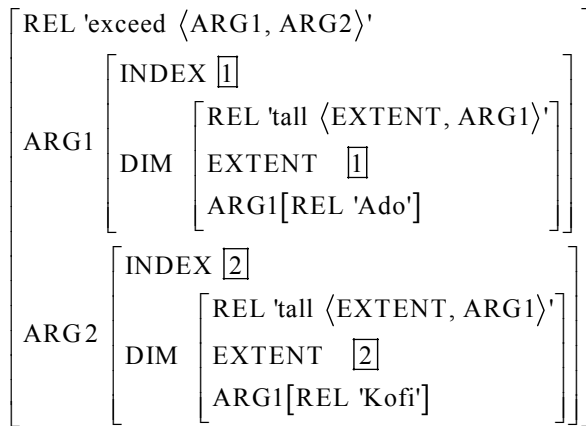 REL 'exceed ⟨ARG1, ARG2⟩'
INDEX 1
REL 'tall ⟨EXTENT, ARG1⟩'
ARG1 DIM EXTENT 1
ARG1[REL 'Ado']
INDEX 2
REL 'tall ⟨EXTENT, ARG1⟩'
ARG2 DIM EXTENT 2
ARG1[REL 'Kofi']